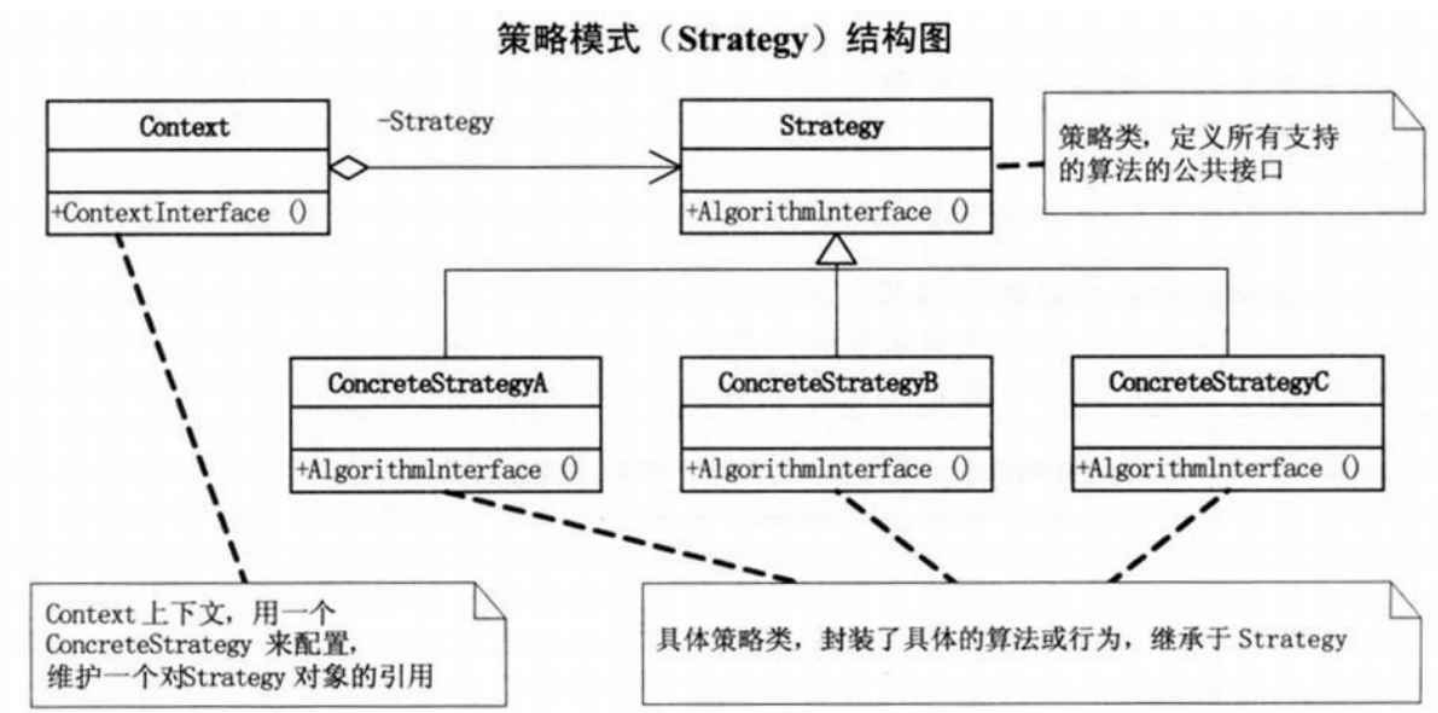 策略模式（Strategy）结构图
Context
+ContextInterface ()
-Strategy
Strategy
+AlgorithmInterface ()
策略类，定义所有支持
的算法的公共接口
ConcreteStrategyA
+AlgorithmInterface ()
ConcreteStrategyB
+AlgorithmInterface ()
ConcreteStrategyC
+AlgorithmInterface ()
Context 上下文，用一个
ConcreteStrategy 来配置，
维护一个对Strategy 对象的引用
具体策略类，封装了具体的算法或行为，继承于 Strategy